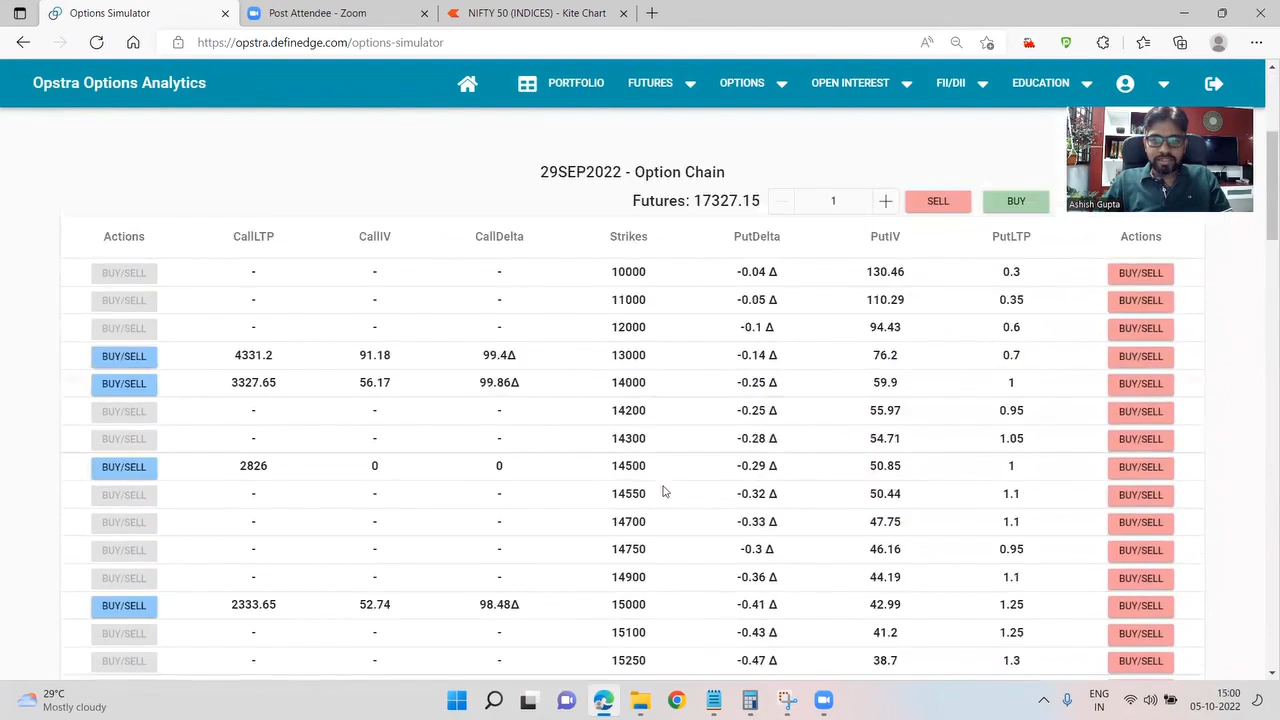 Options Simulator
Post Attendee - Zoom
NIFTY 50 (INDICES) - Kite Chart
https://opstra.definedge.com/options-simulator
Opstra Options Analytics
PORTFOLIO FUTURES OPTIONS OPEN INTEREST FII/DII EDUCATION
Ashish Gupta
29SEP2022 - Option Chain
Futures: 17327.15 1 SELL BUY
Actions CallLTP CallIV CallDelta Strikes PutDelta PutIV PutLTP Actions
BUY/SELL - - - 10000 -0.04 Δ 130.46 0.3 BUY/SELL
BUY/SELL - - - 11000 -0.05 Δ 110.29 0.35 BUY/SELL
BUY/SELL - - - 12000 -0.1 Δ 94.43 0.6 BUY/SELL
BUY/SELL 4331.2 91.18 99.4Δ 13000 -0.14 Δ 76.2 0.7 BUY/SELL
BUY/SELL 3327.65 56.17 99.86Δ 14000 -0.25 Δ 59.9 1 BUY/SELL
BUY/SELL - - - 14200 -0.25 Δ 55.97 0.95 BUY/SELL
BUY/SELL - - - 14300 -0.28 Δ 54.71 1.05 BUY/SELL
BUY/SELL 2826 0 0 14500 -0.29 Δ 50.85 1 BUY/SELL
BUY/SELL - - - 14550 -0.32 Δ 50.44 1.1 BUY/SELL
BUY/SELL - - - 14700 -0.33 Δ 47.75 1.1 BUY/SELL
BUY/SELL - - - 14750 -0.3 Δ 46.16 0.95 BUY/SELL
BUY/SELL - - - 14900 -0.36 Δ 44.19 1.1 BUY/SELL
BUY/SELL 2333.65 52.74 98.48Δ 15000 -0.41 Δ 42.99 1.25 BUY/SELL
BUY/SELL - - - 15100 -0.43 Δ 41.2 1.25 BUY/SELL
BUY/SELL - - - 15250 -0.47 Δ 38.7 1.3 BUY/SELL
29°C
Mostly cloudy
ENG
IN
15:00
05-10-2022